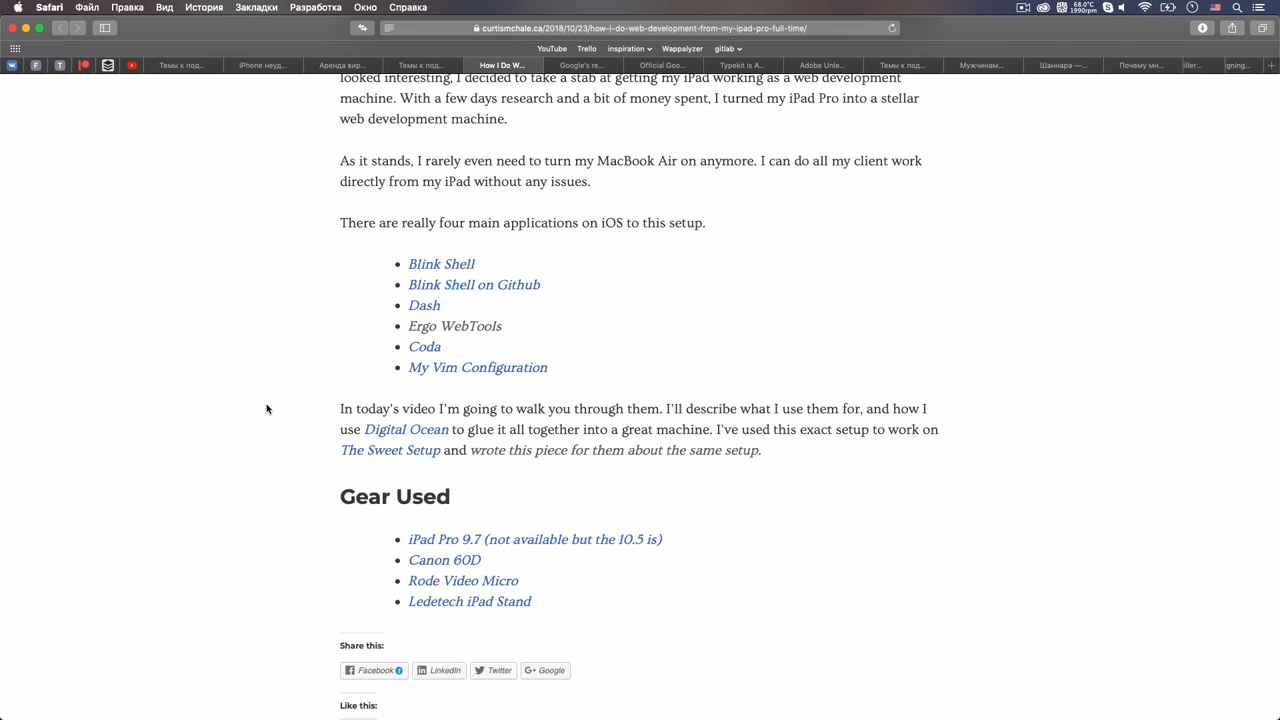 Safari Файл Правка Вид История Закладки Разработка Окно Справка
58.0°C
1590rpm
curtismchale.ca/2018/10/23/how-i-do-web-development-from-my-ipad-pro-full-time/
YouTube Trello inspiration Wappalyzer gitlab
Темы к под... iPhone неуд... Аренда вир... Темы к под... How I Do W... Google's re... Official Goo... Typekit is A... Adobe Unle... Темы к под... Мужчинам... Шаннара —... Почему мн... iller... gning...
looked interesting, I decided to take a stab at getting my iPad working as a web development
machine. With a few days research and a bit of money spent, I turned my iPad Pro into a stellar
web development machine.
As it stands, I rarely even need to turn my MacBook Air on anymore. I can do all my client work
directly from my iPad without any issues.
There are really four main applications on iOS to this setup.
Blink Shell
Blink Shell on Github
Dash
Ergo WebTools
Coda
My Vim Configuration
In today's video I'm going to walk you through them. I'll describe what I use them for, and how I
use Digital Ocean to glue it all together into a great machine. I've used this exact setup to work on
The Sweet Setup and wrote this piece for them about the same setup.
Gear Used
iPad Pro 9.7 (not available but the 10.5 is)
Canon 60D
Rode Video Micro
Ledetech iPad Stand
Share this:
Facebook 1 LinkedIn Twitter G+ Google
Like this: